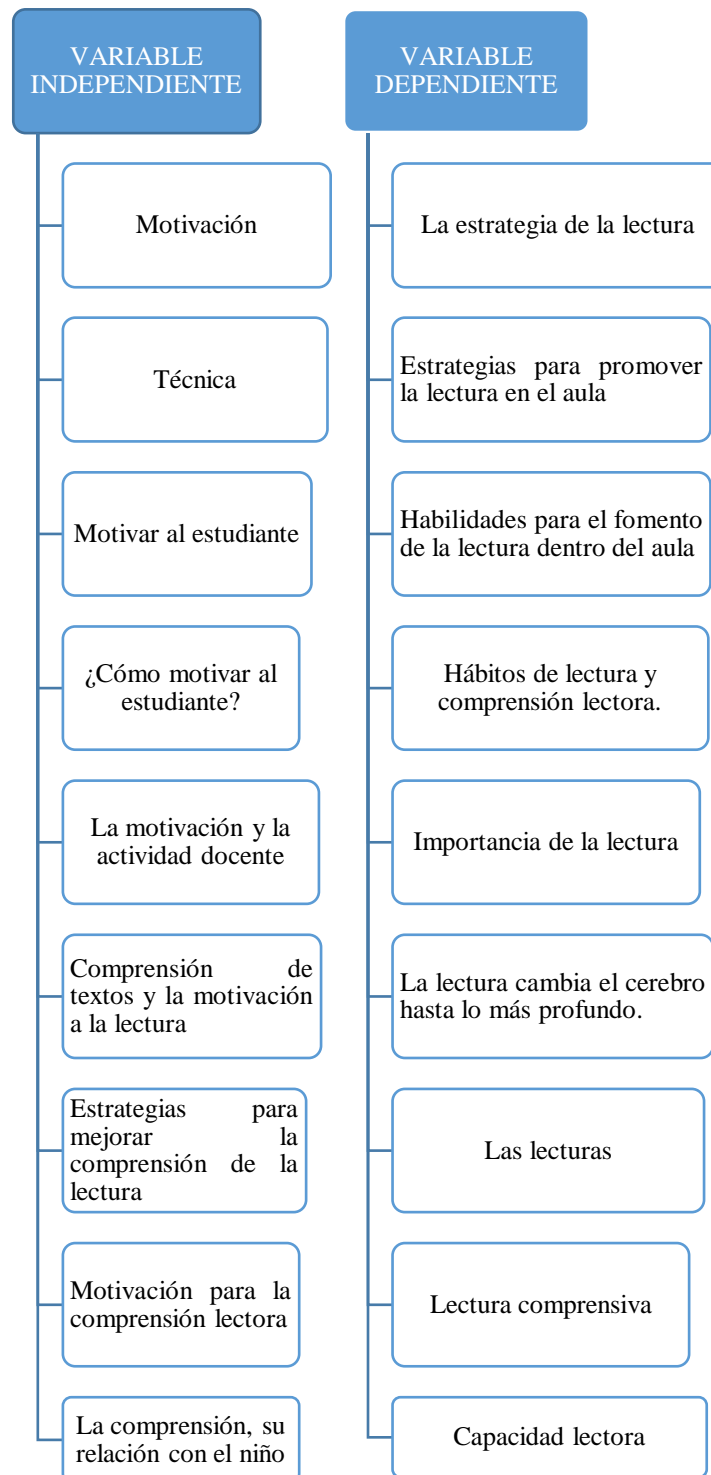 VARIABLE
INDEPENDIENTE
Motivación
Técnica
Motivar al estudiante
¿Cómo motivar al
estudiante?
La motivación y la
actividad docente
Comprensión de
textos y la motivación
a la lectura
Estrategias para
mejorar la
comprensión de la
lectura
Motivación para la
comprensión lectora
La comprensión, su
relación con el niño
VARIABLE
DEPENDIENTE
La estrategia de la lectura
Estrategias para promover
la lectura en el aula
Habilidades para el fomento
de la lectura dentro del aula
Hábitos de lectura y
comprensión lectora.
Importancia de la lectura
La lectura cambia el cerebro
hasta lo más profundo.
Las lecturas
Lectura comprensiva
Capacidad lectora